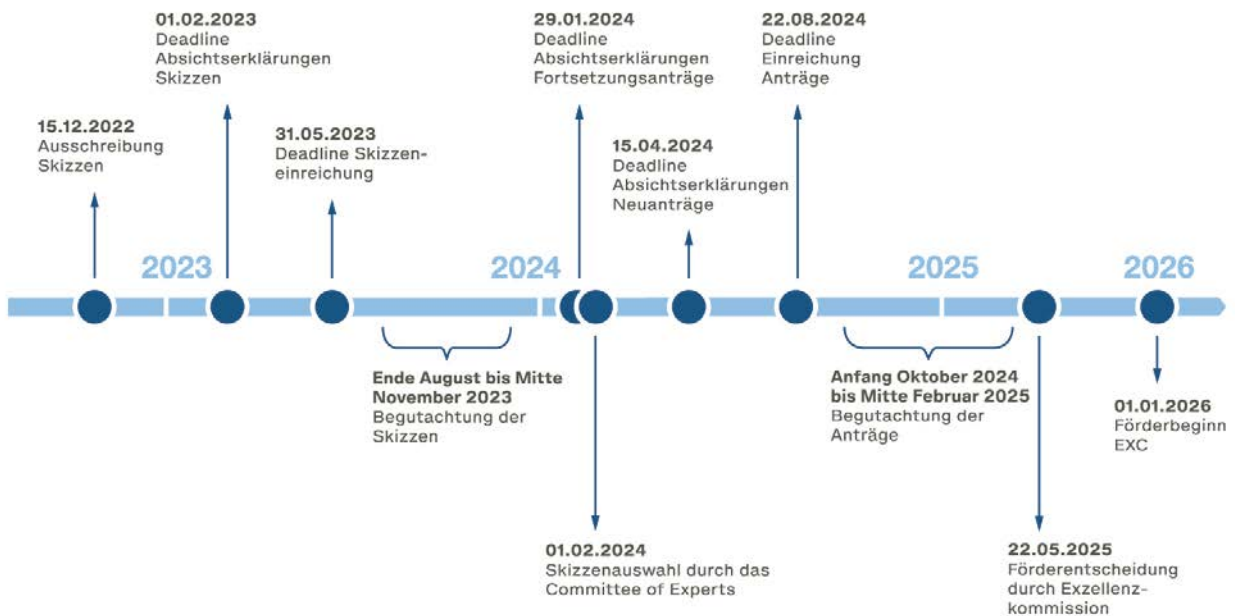 01.02.2023
Deadline
Absichtserklärungen
Skizzen
29.01.2024
Deadline
Absichtserklärungen
Fortsetzungsanträge
22.08.2024
Deadline
Einreichung
Anträge
15.12.2022
Ausschreibung
Skizzen
31.05.2023
Deadline Skizzen-
einreichung
15.04.2024
Deadline
Absichtserklärungen
Neuanträge
2023
2024
2025
2026
Ende August bis Mitte
November 2023
Begutachtung der
Skizzen
Anfang Oktober 2024
bis Mitte Februar 2025
Begutachtung der
Anträge
01.01.2026
Förderbeginn
EXC
01.02.2024
Skizzenauswahl durch das
Committee of Experts
22.05.2025
Förderentscheidung
durch Exzellenz-
kommission